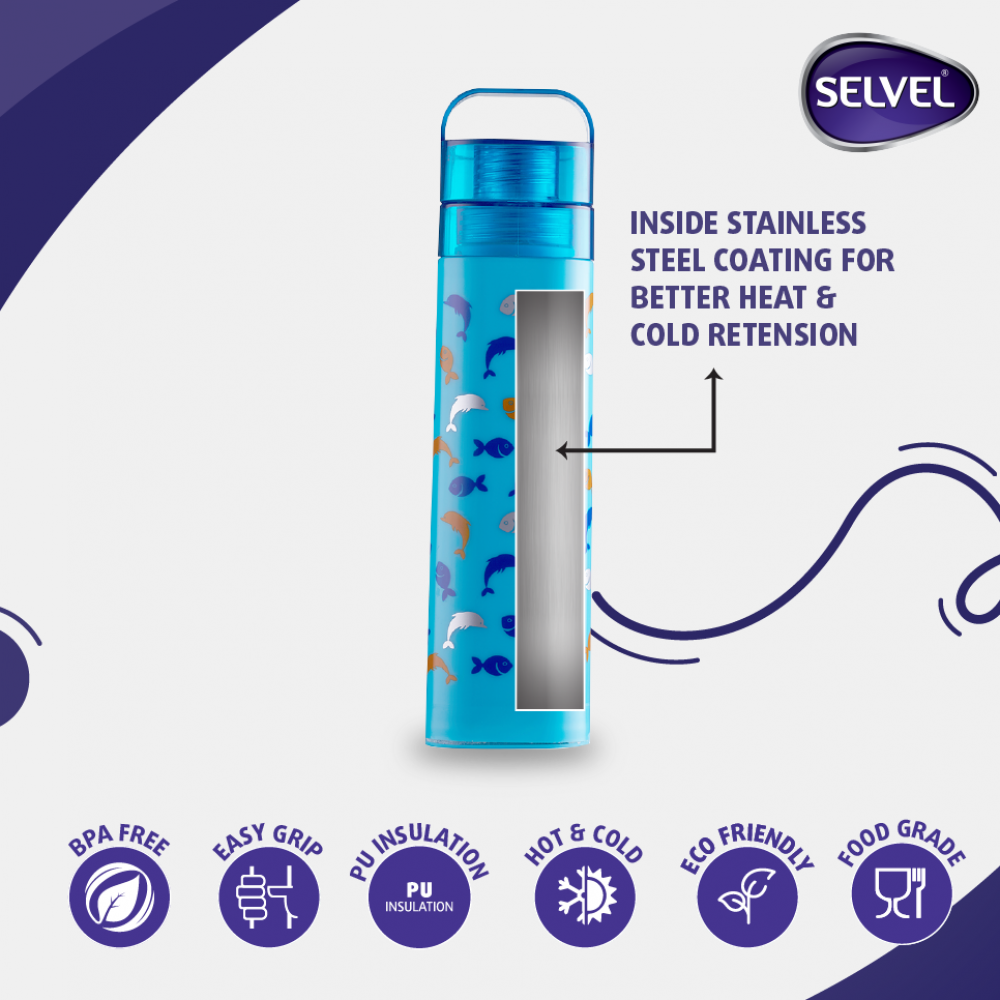 SELVEL®
INSIDE STAINLESS
STEEL COATING FOR
BETTER HEAT &
COLD RETENSION
BPA FREE
EASY GRIP
PU INSULATION
PU
INSULATION
HOT & COLD
ECO FRIENDLY
FOOD GRADE